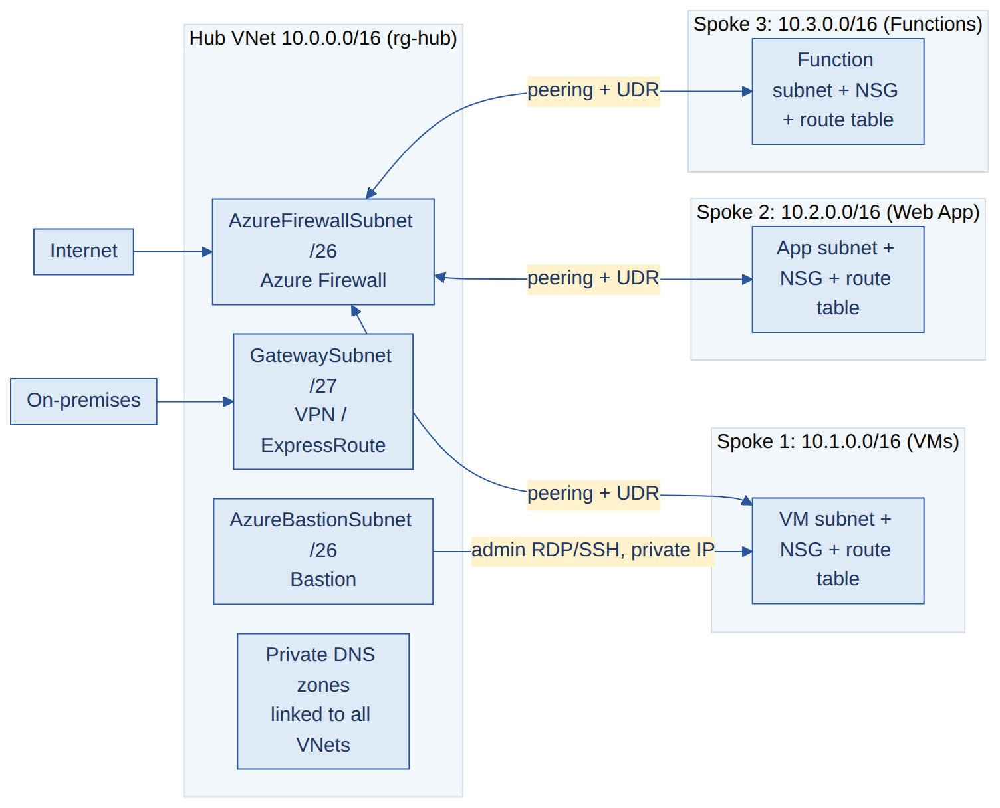 Hub VNet 10.0.0.0/16 (rg-hub)
Internet
On-premises
AzureFirewallSubnet
/26
Azure Firewall
GatewaySubnet
/27
VPN /
ExpressRoute
AzureBastionSubnet
/26
Bastion
Private DNS
zones
linked to all
VNets
peering + UDR
peering + UDR
peering + UDR
admin RDP/SSH, private IP
Spoke 3: 10.3.0.0/16 (Functions)
Function
subnet + NSG
+ route table
Spoke 2: 10.2.0.0/16 (Web App)
App subnet +
NSG + route
table
Spoke 1: 10.1.0.0/16 (VMs)
VM subnet +
NSG + route
table